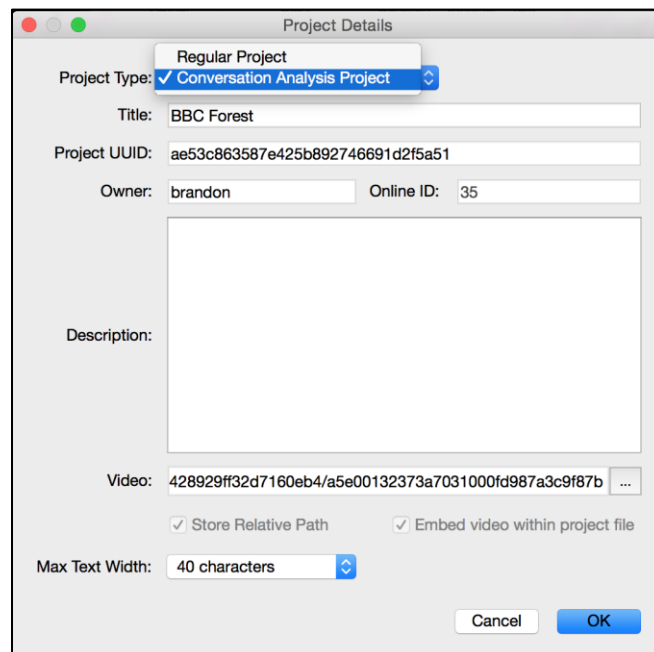 Project Details
Regular Project
Project Type: ✓ Conversation Analysis Project
Title: BBC Forest
Project UUID: ae53c863587e425b892746691d2f5a51
Owner: brandon Online ID: 35
Description:
Video: 428929ff32d7160eb4/a5e00132373a7031000fd987a3c9f87b ...
Store Relative Path Embed video within project file
Max Text Width: 40 characters
Cancel OK